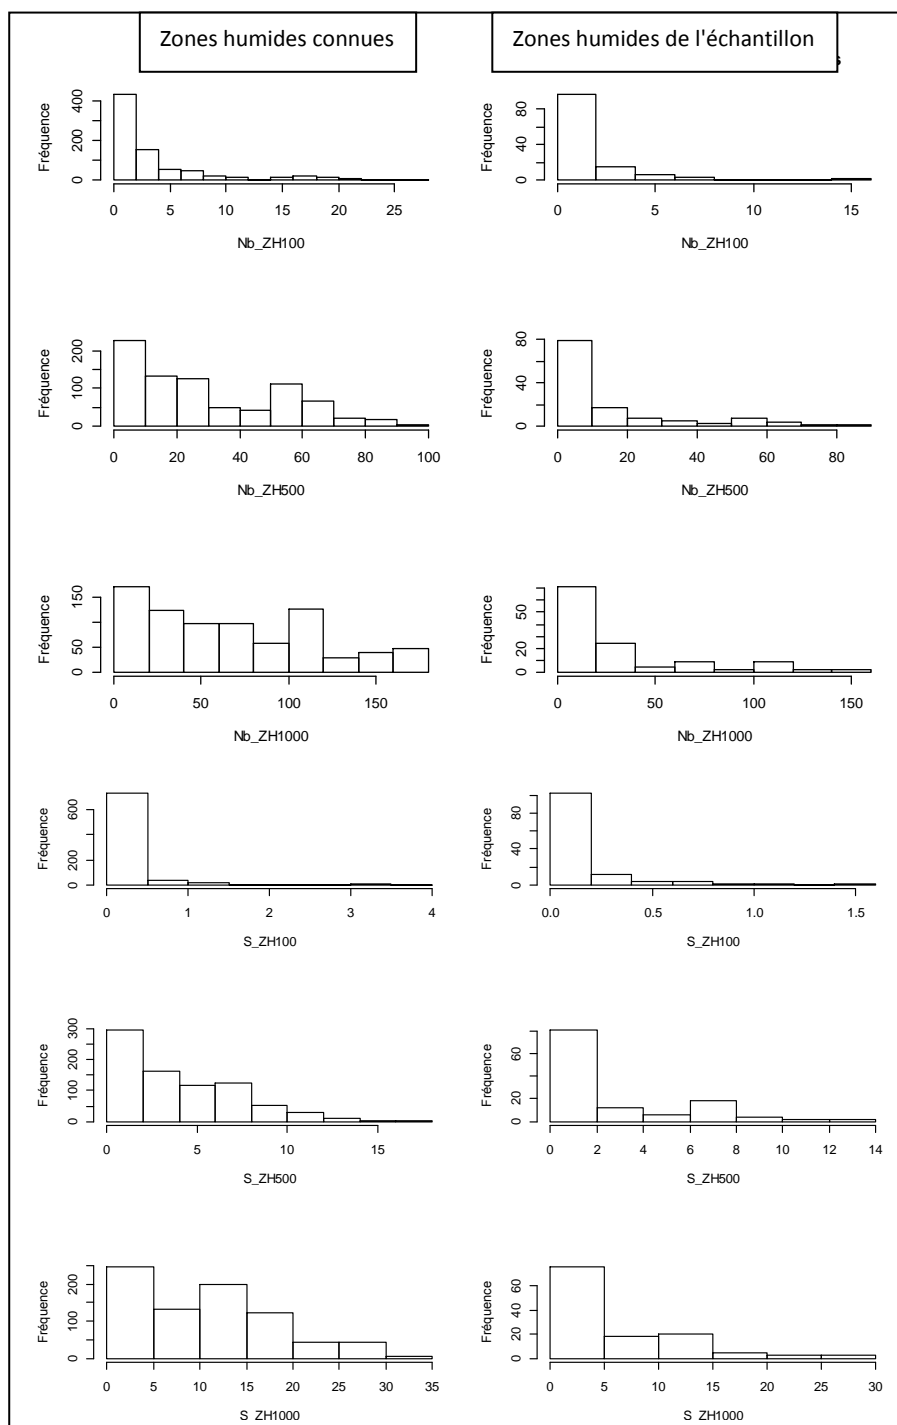 Zones humides connues
Zones humides de l'échantillon
s
Fréquence
0 200 400
0 5 10 15 20 25
Nb_ZH100
Fréquence
0 40 80
0 5 10 15
Nb_ZH100
Fréquence
0 100 200
0 20 40 60 80 100
Nb_ZH500
Fréquence
0 20 40 60 80
0 20 40 60 80
Nb_ZH500
Fréquence
0 50 150
0 50 100 150
Nb_ZH1000
Fréquence
0 20 50
0 50 100 150
Nb_ZH1000
Fréquence
0 200 600
0 1 2 3 4
S_ZH100
Fréquence
0 40 80
0.0 0.5 1.0 1.5
S_ZH100
Fréquence
0 100 200 300
0 5 10 15
S_ZH500
Fréquence
0 20 60
0 2 4 6 8 10 12 14
S_ZH500
Fréquence
0 100 200
0 5 10 15 20 25 30 35
S_ZH1000
Fréquence
0 20 40 60
0 5 10 15 20 25 30
S_ZH1000